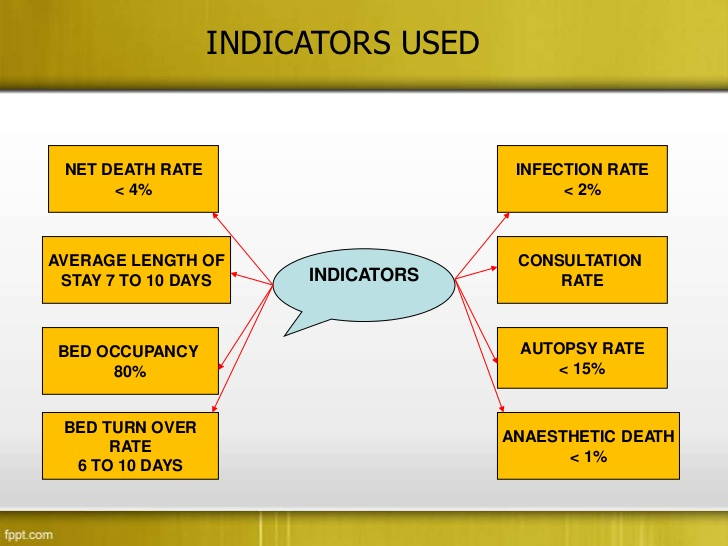 INDICATORS USED
NET DEATH RATE
< 4%
AVERAGE LENGTH OF
STAY 7 TO 10 DAYS
BED OCCUPANCY
80%
BED TURN OVER
RATE
6 TO 10 DAYS
INDICATORS
INFECTION RATE
< 2%
CONSULTATION
RATE
AUTOPSY RATE
< 15%
ANAESTHETIC DEATH
< 1%
fppt.com